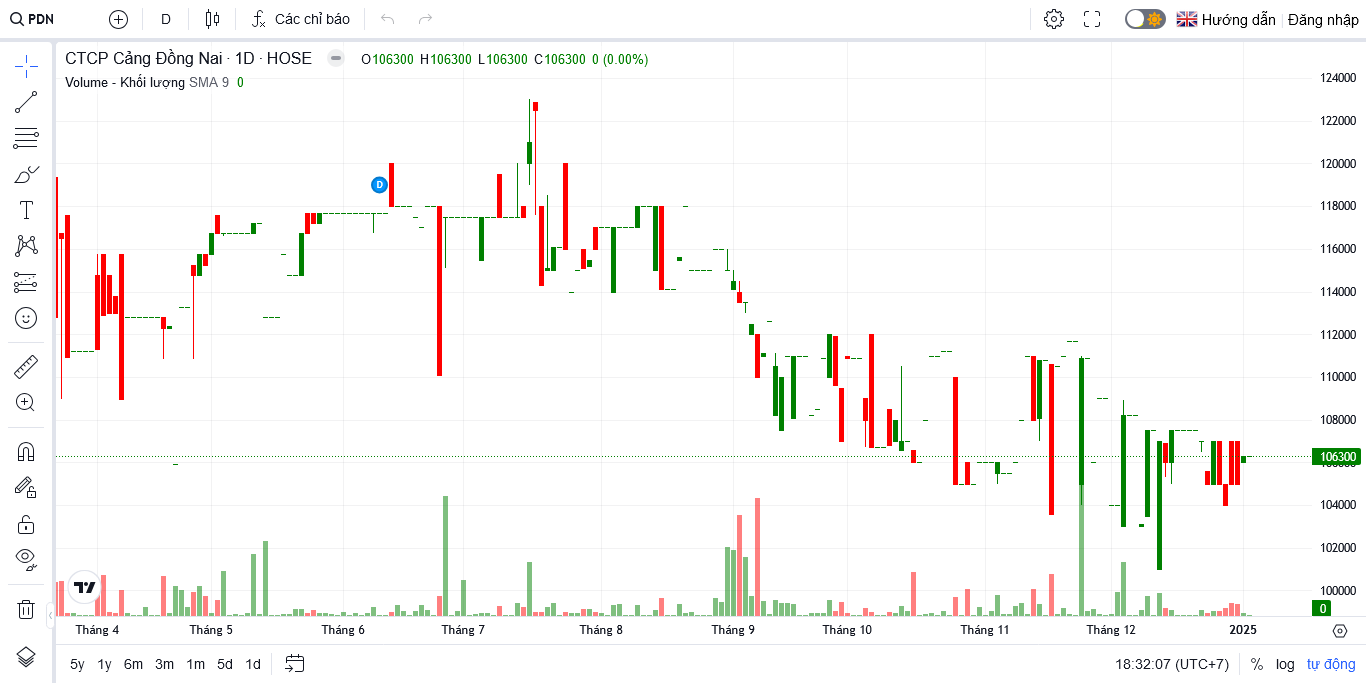 PDN D Các chỉ báo Hướng dẫn Đăng nhập
CTCP Cảng Đồng Nai · 1D · HOSE O106300 H106300 L106300 C106300 0 (0.00%)
Volume - Khối lượng SMA 9 0
124000
122000
120000
D
118000
116000
114000
112000
110000
108000
106300
106000
104000
102000
100000
0
Tháng 4 Tháng 5 Tháng 6 Tháng 7 Tháng 8 Tháng 9 Tháng 10 Tháng 11 Tháng 12 2025
5y 1y 6m 3m 1m 5d 1d 18:32:07 (UTC+7) % log tự động